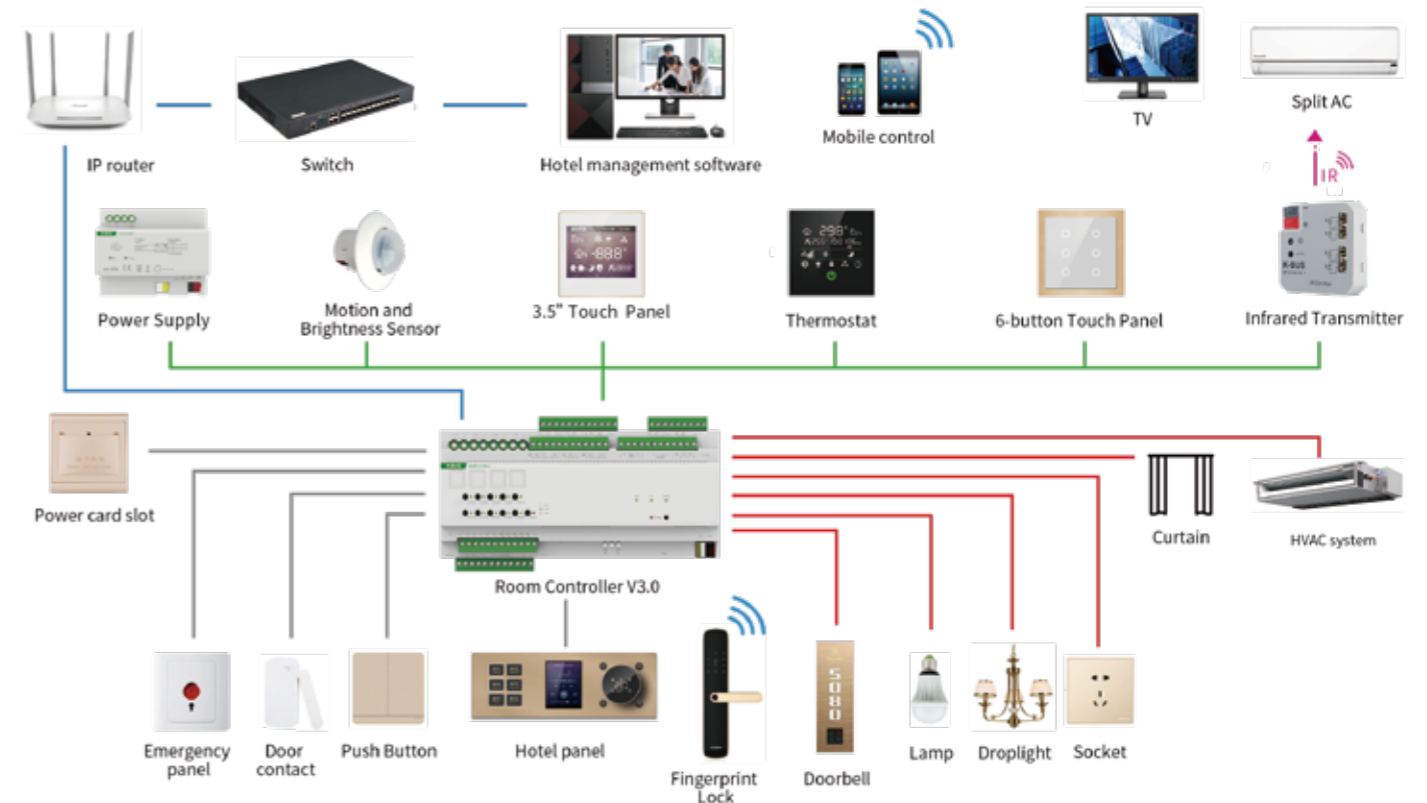 IP router
Switch
Hotel management software
Mobile control
TV
Split AC
IR
K-BUS
Power Supply
Motion and
Brightness Sensor
3.5" Touch Panel
Thermostat
6-button Touch Panel
Infrared Transmitter
Power card slot
Room Controller V3.0
Curtain
HVAC system
5080
Emergency
panel
Door
contact
Push Button
Hotel panel
Fingerprint
Lock
Doorbell
Lamp
Droplight
Socket